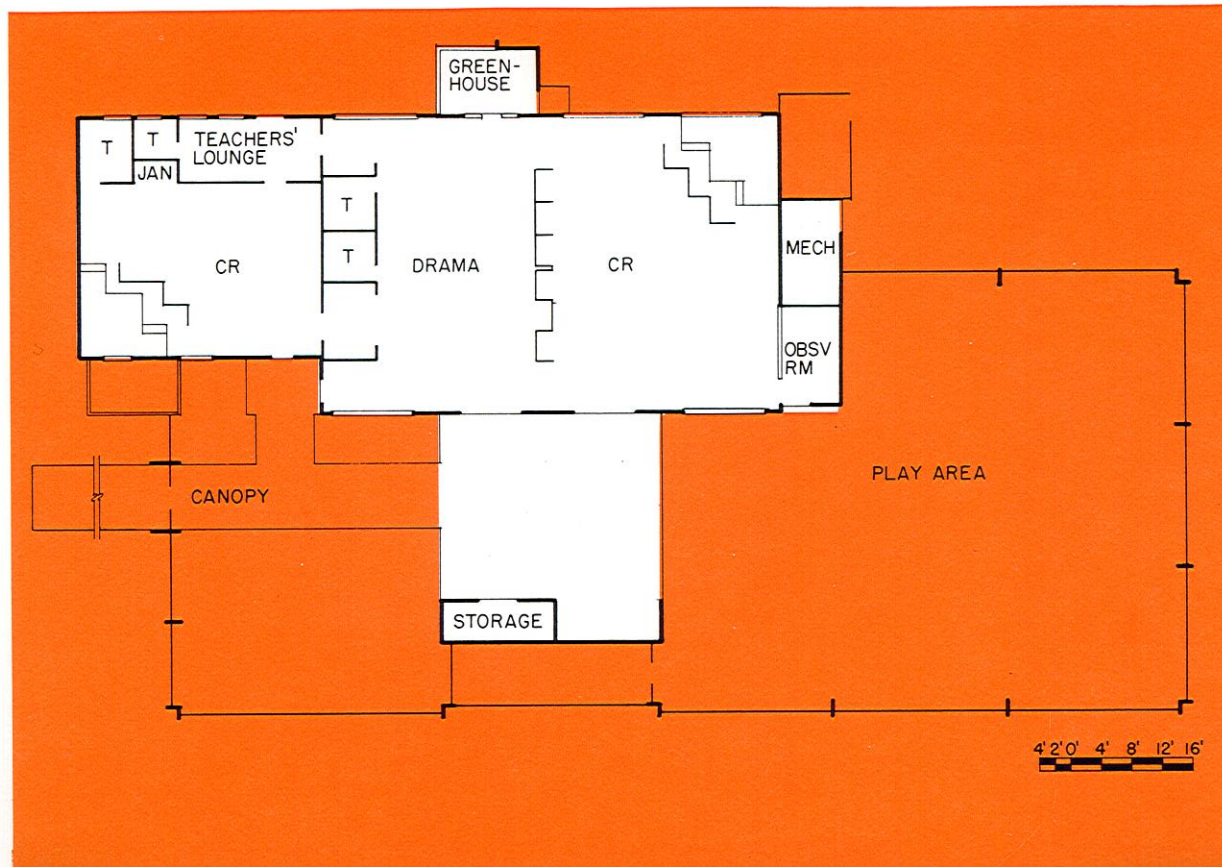 GREEN-
HOUSE
T
T
TEACHERS'
LOUNGE
JAN
T
T
CR
DRAMA
CR
MECH
OBSV
RM
CANOPY
PLAY AREA
STORAGE
4' 2' 0' 4' 8' 12' 16'